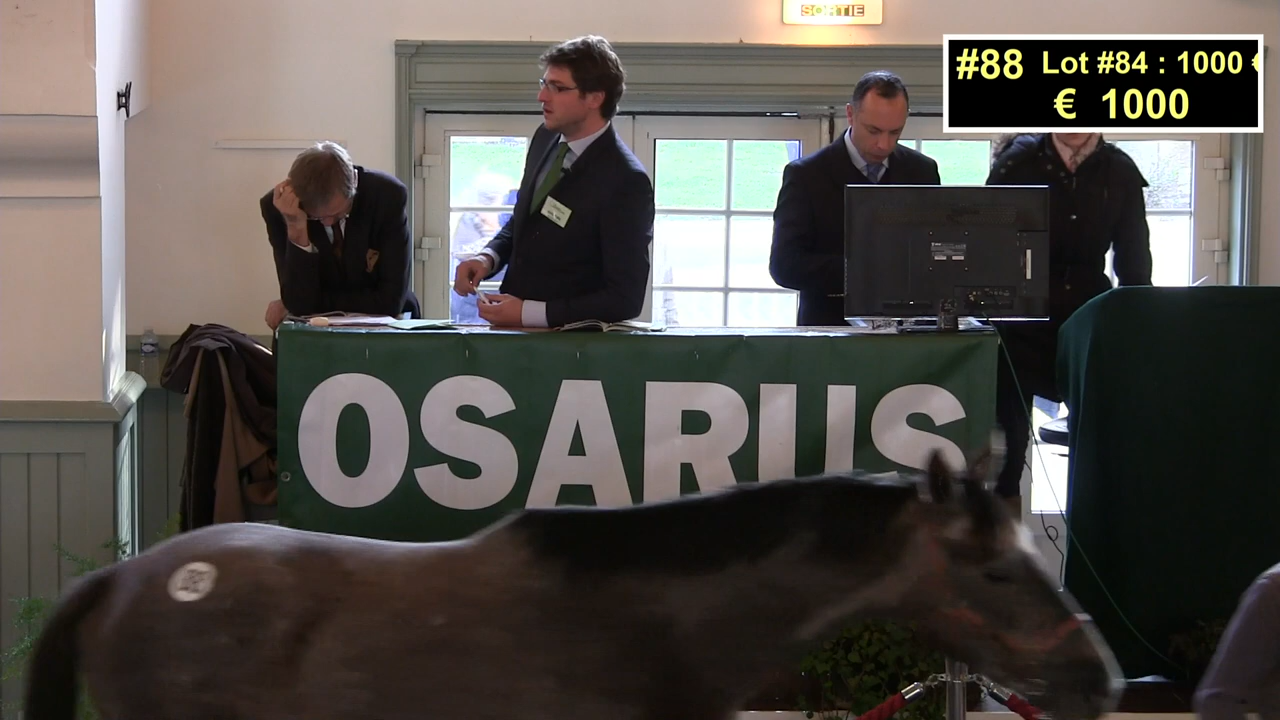 SORTIE
#88 Lot #84 : 1000 €
€ 1000
OSARUS